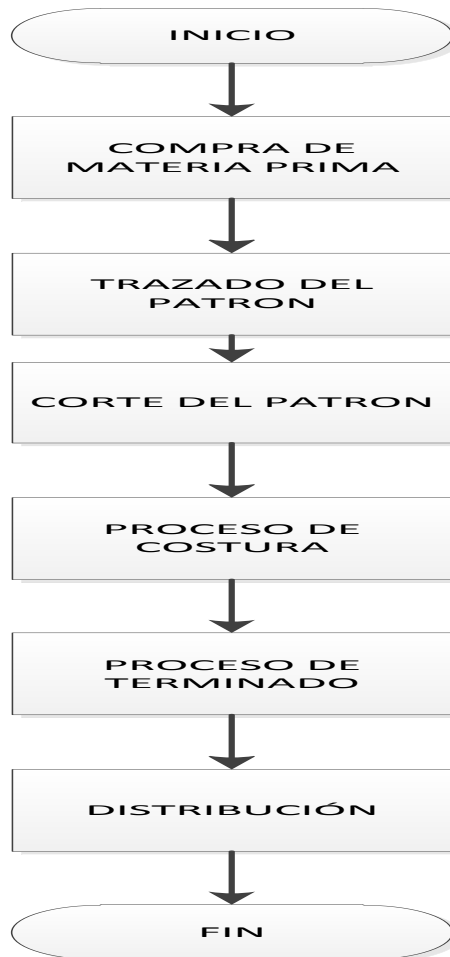 INICIO
COMPRA DE
MATERIA PRIMA
TRAZADO DEL
PATRON
CORTE DEL PATRON
PROCESO DE
COSTURA
PROCESO DE
TERMINADO
DISTRIBUCIÓN
FIN